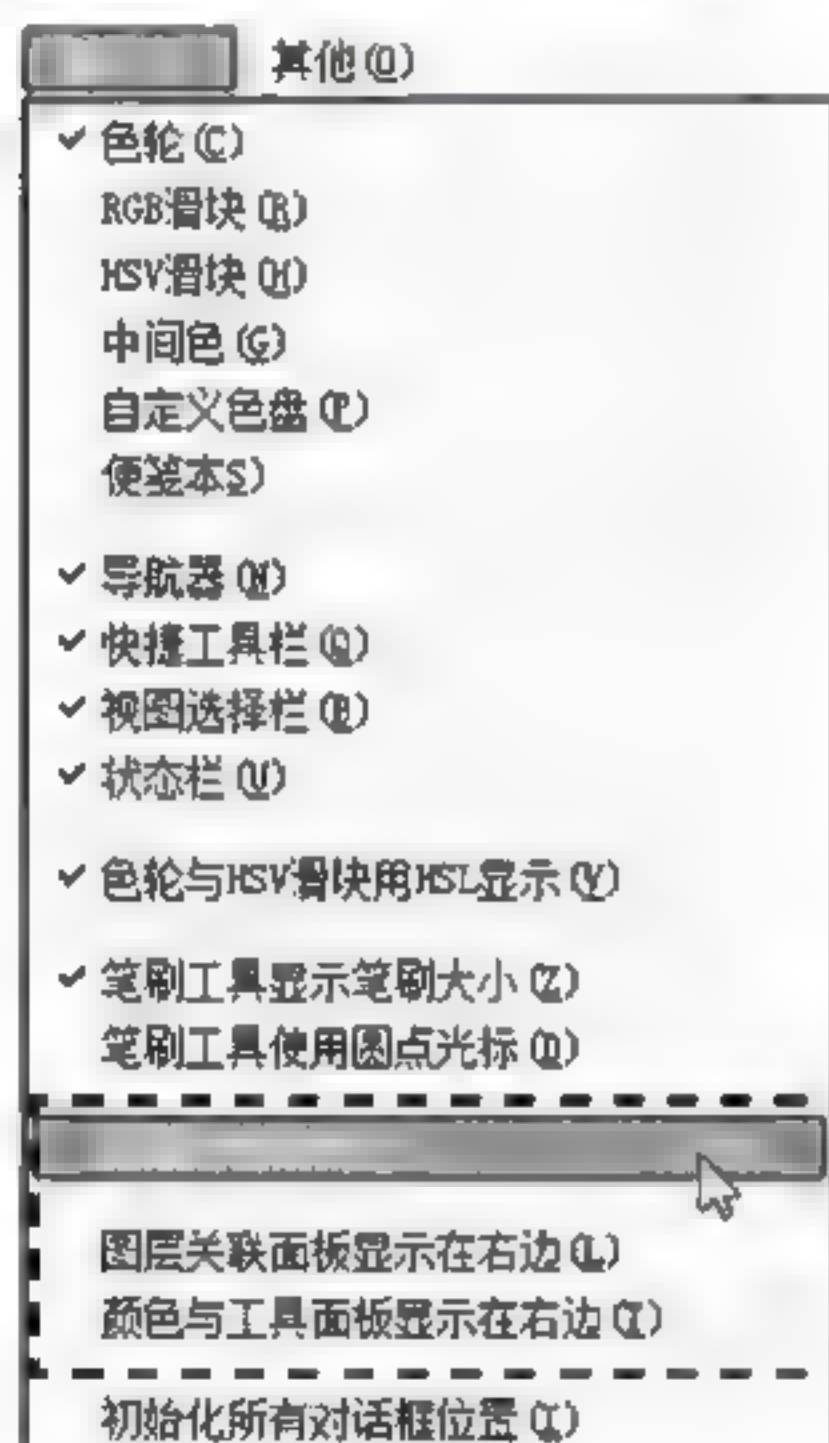 其他(O)
色轮(C)
RGB滑块(R)
HSV滑块(H)
中间色(G)
自定义色盘(P)
便笺本S)
导航器(N)
快捷工具栏(Q)
视图选择栏(B)
状态栏(U)
色轮与HSV滑块用HSL显示(V)
笔刷工具显示笔刷大小(Z)
笔刷工具使用圆点光标(D)
图层关联面板显示在右边(L)
颜色与工具面板显示在右边(T)
初始化所有对话框位置(I)